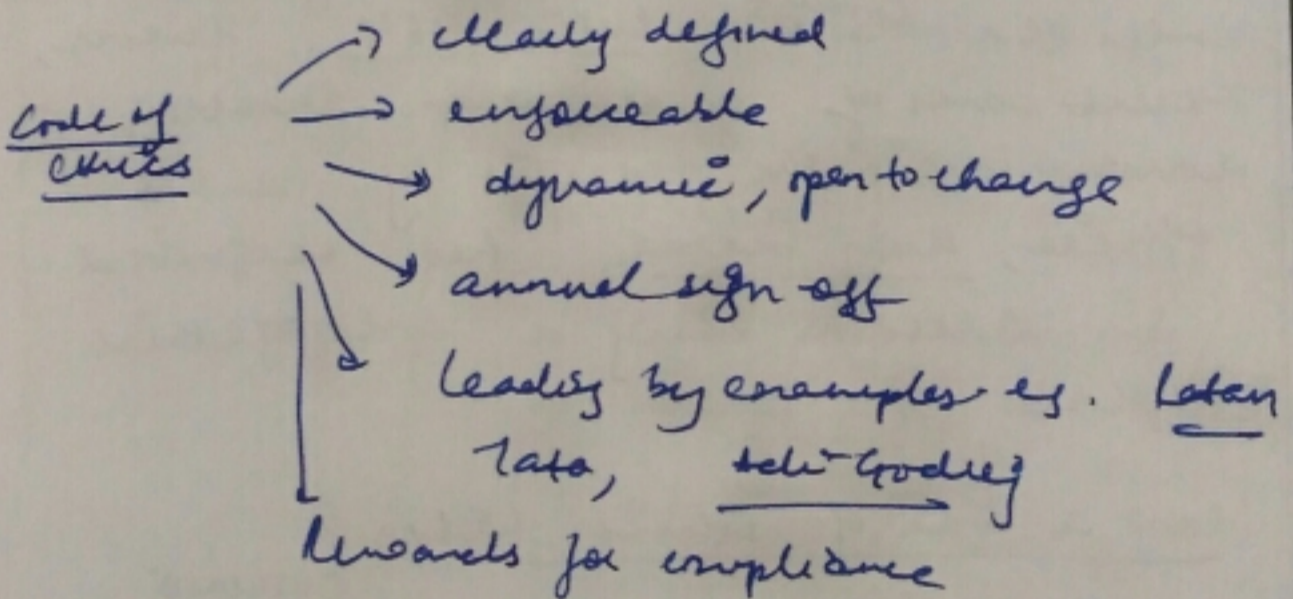 Code of
ethics
clearly defined
enforceable
dynamic, open to change
annual sign off
leading by examples eg. Ratan
Tata, Adi Godrej
Rewards for compliance